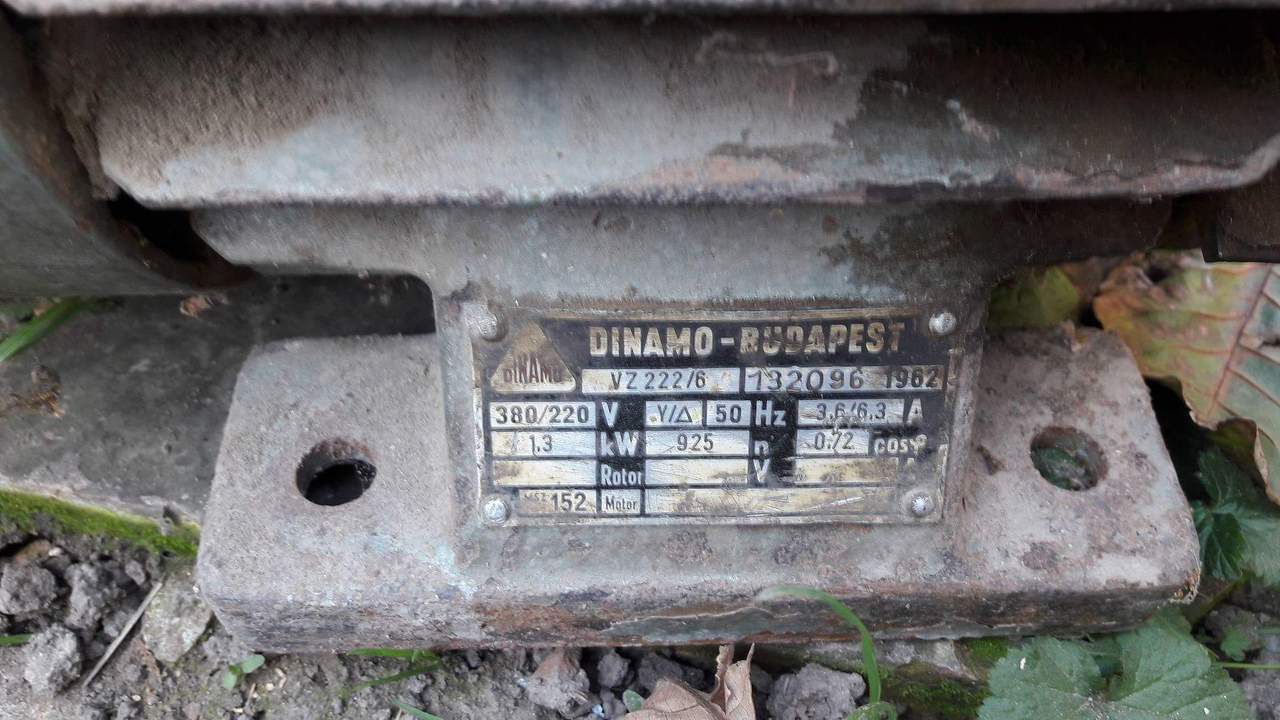 DINAMO-BUDAPEST
DINAMO
VZ 222/6 132096 1962
380/220 V Y/Δ 50 Hz 3,6/6,3 A
1,3 kW 925 n 0,72 cosφ
Rotor V A
MSZ 152 Motor